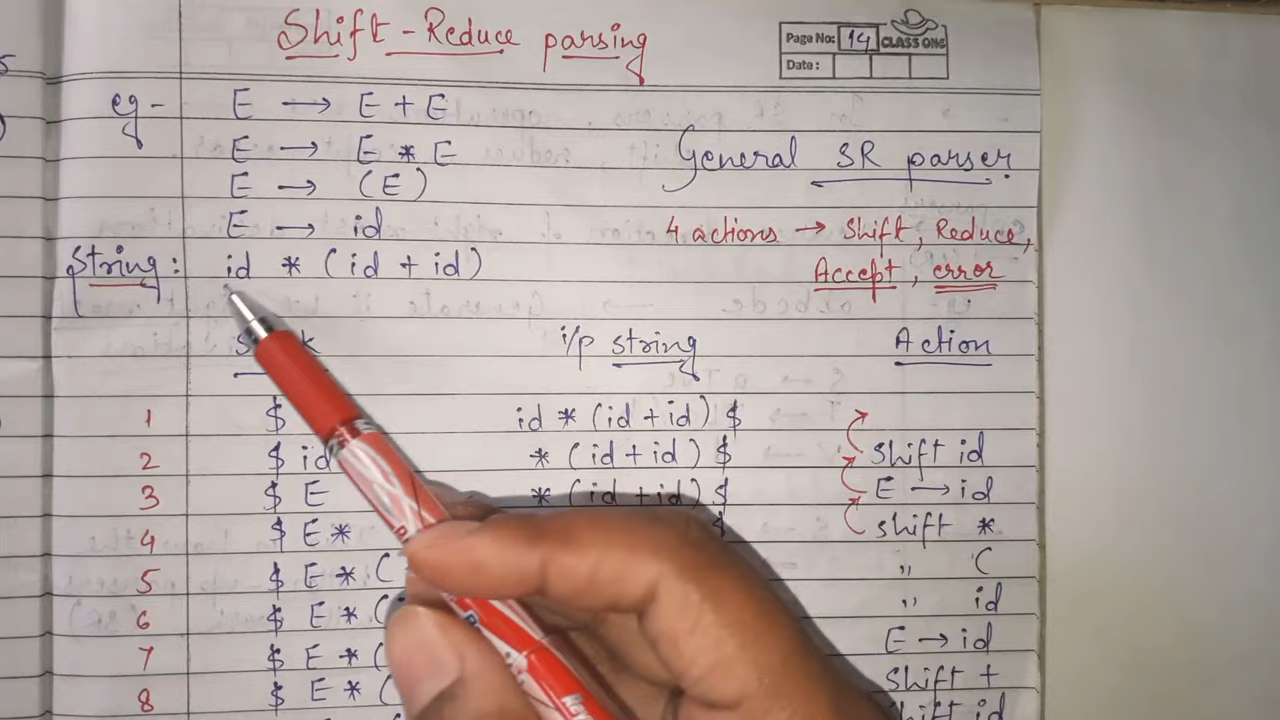 Shift-Reduce parsing
Page No: 14 CLASS ONE
Date:
eg- E → E + E
E → E * E
General SR parser
E → (E)
E → id
4 actions → Shift, Reduce,
Accept, error
String: id * (id + id)
i/p string Action
1 $ id * (id + id) $
2 $ id * (id + id) $ shift id
3 $ E * (id + id) $ E → id
4 $ E * $ shift *
5 $ E * ( ,, (
6 $ E * ( ,, id
7 $ E * ( E → id
8 $ E * ( shift +
shift id